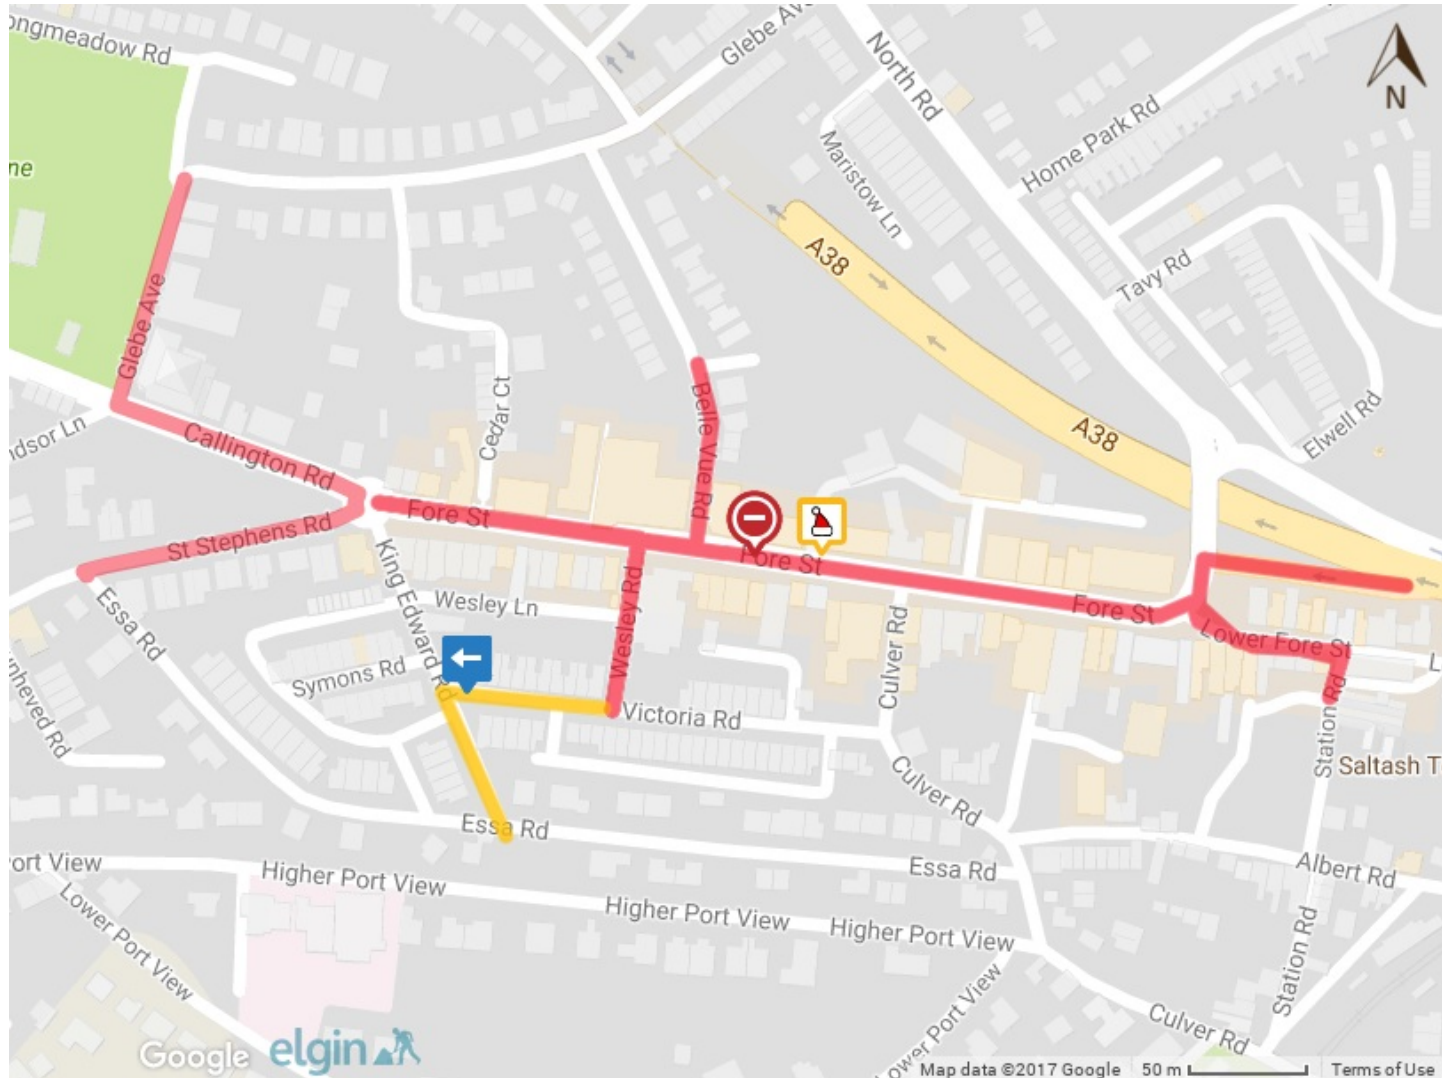 ongmeadow Rd
Glebe Av
North Rd
N
Home Park Rd
Maristow Ln
ne
A38
Tavy Rd
Glebe Ave
Cedar Ct
Belle Vue Rd
A38
Elwell Rd
dsor Ln
Callington Rd
Fore St
St Stephens Rd
Fore St
King Edward Rd
Wesley Ln
Wesley Rd
Fore St
Culver Rd
Lower Fore St
L
Essa Rd
Symons Rd
nheved Rd
Victoria Rd
Station Rd
Saltash T
Culver Rd
Essa Rd
Essa Rd
Albert Rd
ort View
Higher Port View
Higher Port View
Higher Port View
Lower Port View
Lower Port View
Station Rd
Culver Rd
Google
elgin
Map data ©2017 Google
50 m
Terms of Use